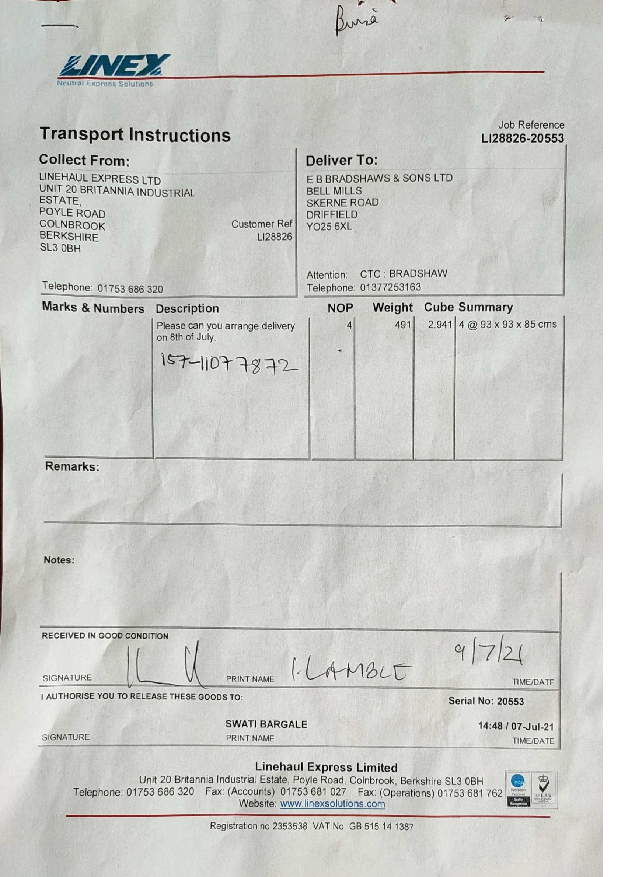 LINEX
Neutral Express Solutions
Transport Instructions
Job Reference
LI28826-20553
Collect From:
LINEHAUL EXPRESS LTD
UNIT 20 BRITANNIA INDUSTRIAL
ESTATE,
POYLE ROAD
COLNBROOK
BERKSHIRE
SL3 0BH
Customer Ref
LI28826
Telephone: 01753 686 320
Deliver To:
E B BRADSHAWS & SONS LTD
BELL MILLS
SKERNE ROAD
DRIFFIELD
YO25 6XL
Attention: CTC : BRADSHAW
Telephone: 01377253163
Marks & Numbers Description NOP Weight Cube Summary
Please can you arrange delivery 4 491 2.941 4 @ 93 x 93 x 85 cms
on 8th of July.
157-1107 7872
Remarks:
Notes:
RECEIVED IN GOOD CONDITION
SIGNATURE PRINT NAME I. LAMBLE 9/7/21 TIME/DATE
I AUTHORISE YOU TO RELEASE THESE GOODS TO:
Serial No: 20553
SWATI BARGALE 14:48 / 07-Jul-21
SIGNATURE PRINT NAME TIME/DATE
Linehaul Express Limited
Unit 20 Britannia Industrial Estate, Poyle Road, Colnbrook, Berkshire SL3 0BH
Telephone: 01753 686 320 Fax: (Accounts) 01753 681 027 Fax: (Operations) 01753 681 762
Website: www.linexsolutions.com
Registration no 2353538 VAT No GB 515 14 1387